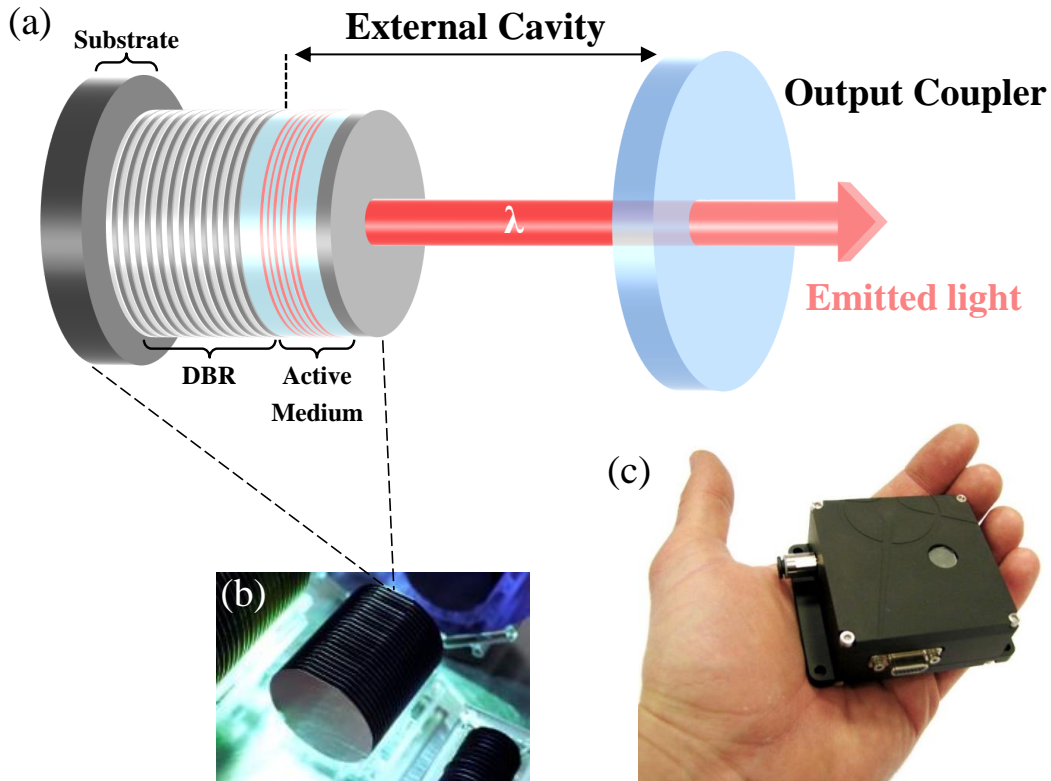 (a)
External Cavity
Substrate
Output Coupler
λ
Emitted light
DBR
Active
Medium
(c)
(b)